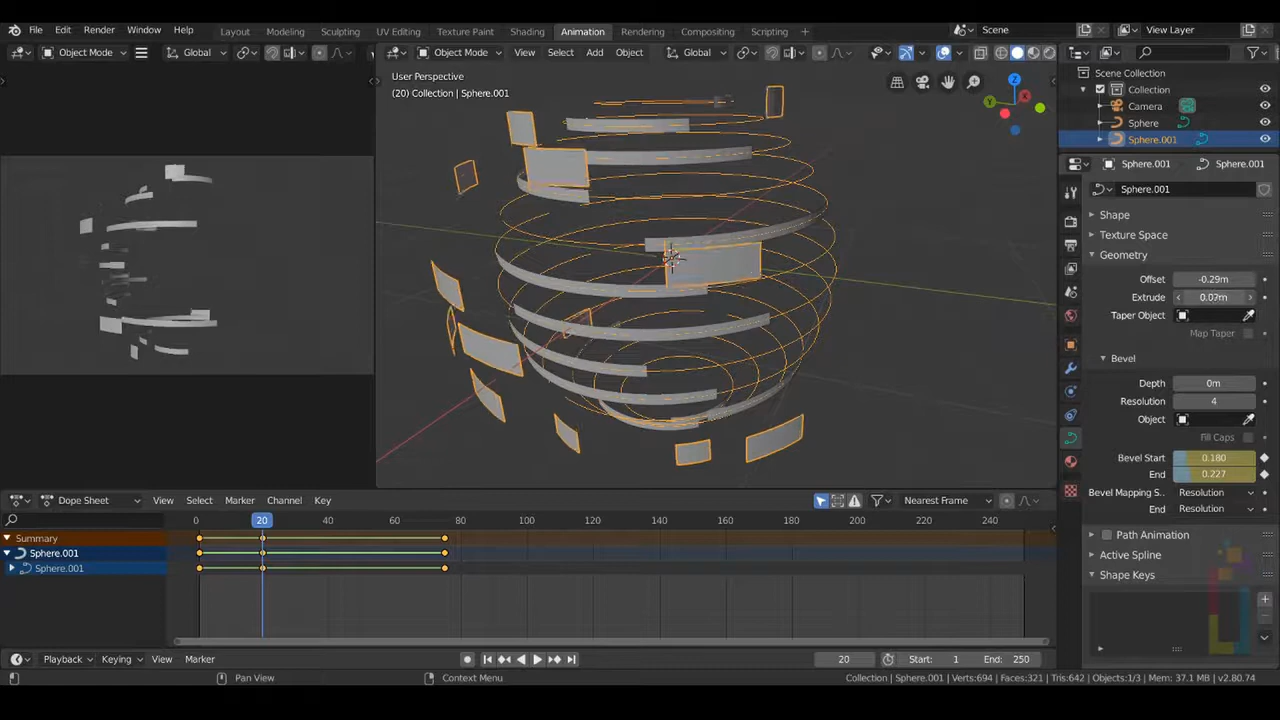 File Edit Render Window Help Layout Modeling Sculpting UV Editing Texture Paint Shading Animation Rendering Compositing Scripting + Scene View Layer
Object Mode Global Object Mode View Select Add Object Global
User Perspective
(20) Collection | Sphere.001
Z
X
Y
Scene Collection
Collection
Camera
Sphere
Sphere.001
Sphere.001 Sphere.001
Sphere.001
Shape
Texture Space
Geometry
Offset -0.29m
Extrude 0.07m
Taper Object
Map Taper
Bevel
Depth 0m
Resolution 4
Object
Fill Caps
Bevel Start 0.180
End 0.227
Bevel Mapping S.. Resolution
End Resolution
Path Animation
Active Spline
Shape Keys
Dope Sheet View Select Marker Channel Key Nearest Frame
0 20 40 60 80 100 120 140 160 180 200 220 240
Summary
Sphere.001
Sphere.001
Playback Keying View Marker 20 Start: 1 End: 250
Pan View Context Menu Collection | Sphere.001 | Verts:694 | Faces:321 | Tris:642 | Objects:1/3 | Mem: 37.1 MB | v2.80.74